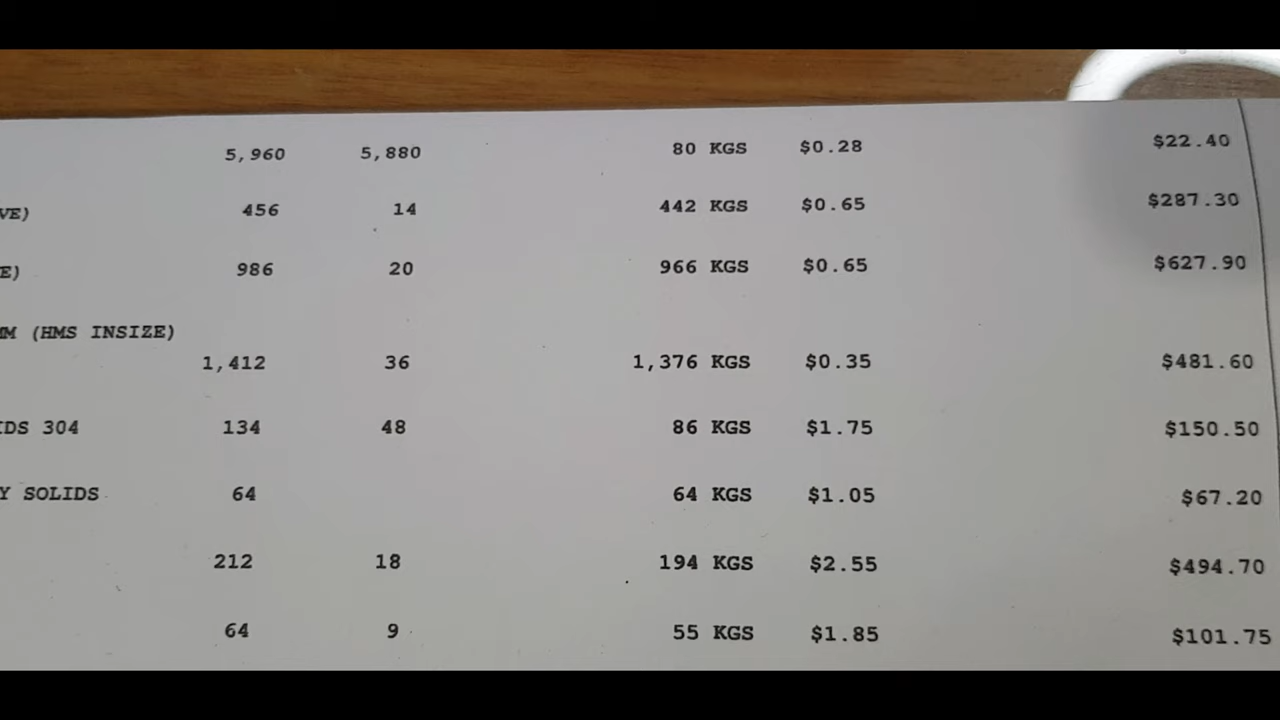 5,960 5,880 80 KGS $0.28 $22.40
VE) 456 14 442 KGS $0.65 $287.30
E) 986 20 966 KGS $0.65 $627.90
MM (HMS INSIZE)
1,412 36 1,376 KGS $0.35 $481.60
IDS 304 134 48 86 KGS $1.75 $150.50
Y SOLIDS 64 64 KGS $1.05 $67.20
212 18 194 KGS $2.55 $494.70
64 9 55 KGS $1.85 $101.75